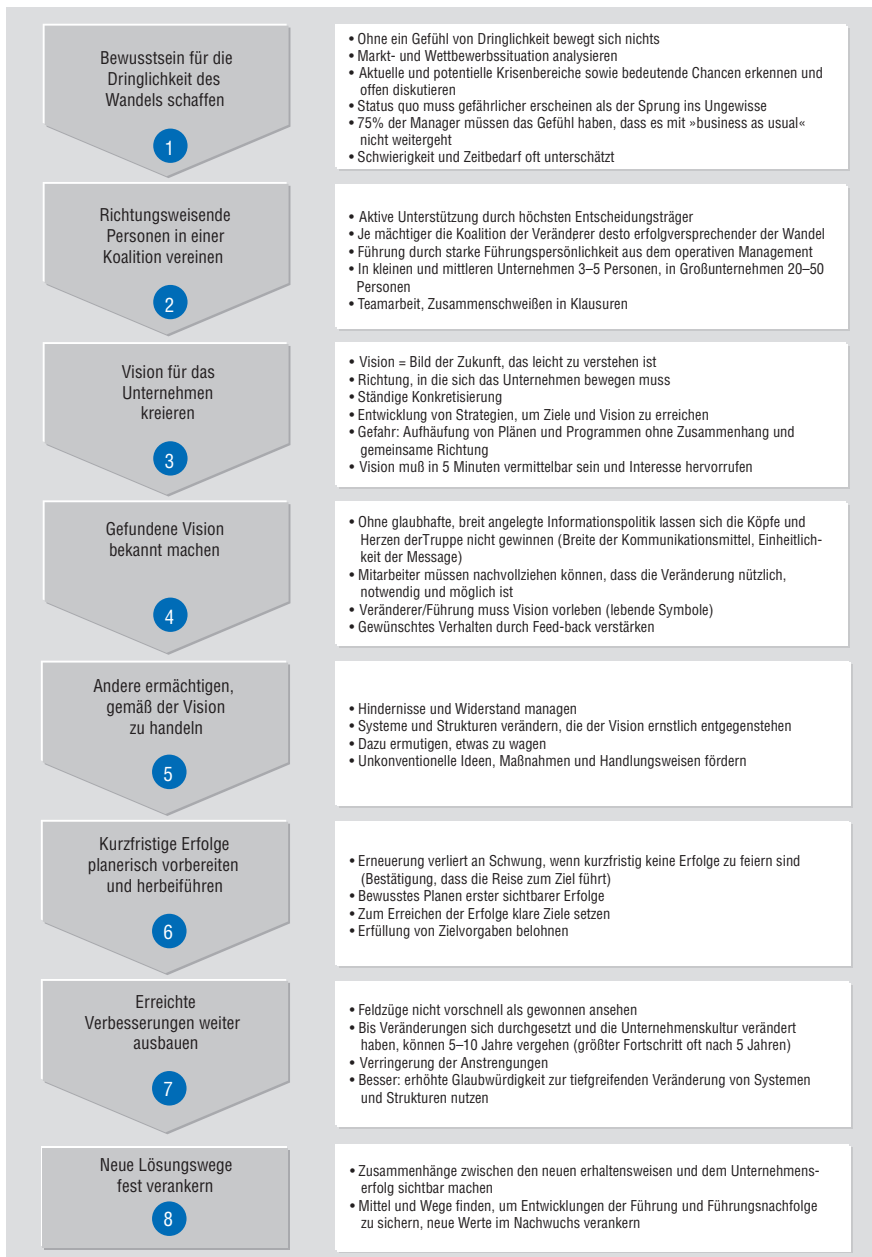 Bewusstsein für die
Dringlichkeit des
Wandels schaffen
1
• Ohne ein Gefühl von Dringlichkeit bewegt sich nichts
• Markt- und Wettbewerbssituation analysieren
• Aktuelle und potentielle Krisenbereiche sowie bedeutende Chancen erkennen und
offen diskutieren
• Status quo muss gefährlicher erscheinen als der Sprung ins Ungewisse
• 75% der Manager müssen das Gefühl haben, dass es mit »business as usual«
nicht weitergeht
• Schwierigkeit und Zeitbedarf oft unterschätzt
Richtungsweisende
Personen in einer
Koalition vereinen
2
• Aktive Unterstützung durch höchsten Entscheidungsträger
• Je mächtiger die Koalition der Veränderer desto erfolgversprechender der Wandel
• Führung durch starke Führungspersönlichkeit aus dem operativen Management
• In kleinen und mittleren Unternehmen 3–5 Personen, in Großunternehmen 20–50
Personen
• Teamarbeit, Zusammenschweißen in Klausuren
Vision für das
Unternehmen
kreieren
3
• Vision = Bild der Zukunft, das leicht zu verstehen ist
• Richtung, in die sich das Unternehmen bewegen muss
• Ständige Konkretisierung
• Entwicklung von Strategien, um Ziele und Vision zu erreichen
• Gefahr: Aufhäufung von Plänen und Programmen ohne Zusammenhang und
gemeinsame Richtung
• Vision muß in 5 Minuten vermittelbar sein und Interesse hervorrufen
Gefundene Vision
bekannt machen
4
• Ohne glaubhafte, breit angelegte Informationspolitik lassen sich die Köpfe und
Herzen derTruppe nicht gewinnen (Breite der Kommunikationsmittel, Einheitlich-
keit der Message)
• Mitarbeiter müssen nachvollziehen können, dass die Veränderung nützlich,
notwendig und möglich ist
• Veränderer/Führung muss Vision vorleben (lebende Symbole)
• Gewünschtes Verhalten durch Feed-back verstärken
Andere ermächtigen,
gemäß der Vision
zu handeln
5
• Hindernisse und Widerstand managen
• Systeme und Strukturen verändern, die der Vision ernstlich entgegenstehen
• Dazu ermutigen, etwas zu wagen
• Unkonventionelle Ideen, Maßnahmen und Handlungsweisen fördern
Kurzfristige Erfolge
planerisch vorbereiten
und herbeiführen
6
• Erneuerung verliert an Schwung, wenn kurzfristig keine Erfolge zu feiern sind
(Bestätigung, dass die Reise zum Ziel führt)
• Bewusstes Planen erster sichtbarer Erfolge
• Zum Erreichen der Erfolge klare Ziele setzen
• Erfüllung von Zielvorgaben belohnen
Erreichte
Verbesserungen weiter
ausbauen
7
• Feldzüge nicht vorschnell als gewonnen ansehen
• Bis Veränderungen sich durchgesetzt und die Unternehmenskultur verändert
haben, können 5–10 Jahre vergehen (größter Fortschritt oft nach 5 Jahren)
• Verringerung der Anstrengungen
• Besser: erhöhte Glaubwürdigkeit zur tiefgreifenden Veränderung von Systemen
und Strukturen nutzen
Neue Lösungswege
fest verankern
8
• Zusammenhänge zwischen den neuen erhaltensweisen und dem Unternehmens-
erfolg sichtbar machen
• Mittel und Wege finden, um Entwicklungen der Führung und Führungsnachfolge
zu sichern, neue Werte im Nachwuchs verankern